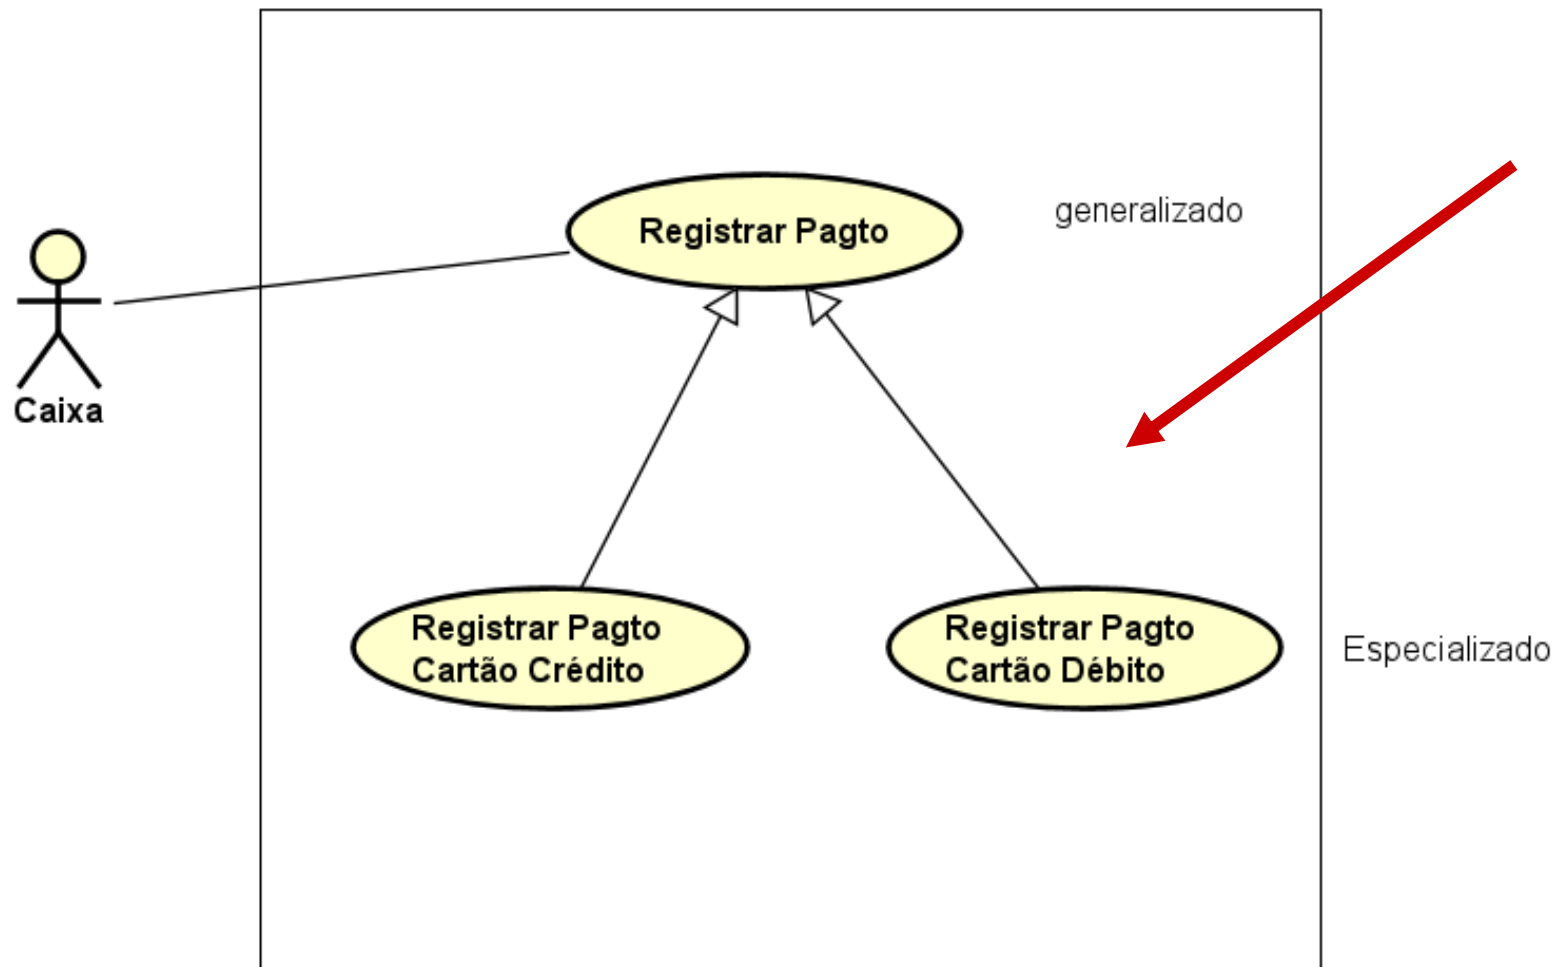 Registrar Pagto
generalizado
Caixa
Registrar Pagto
Cartão Crédito
Registrar Pagto
Cartão Débito
Especializado